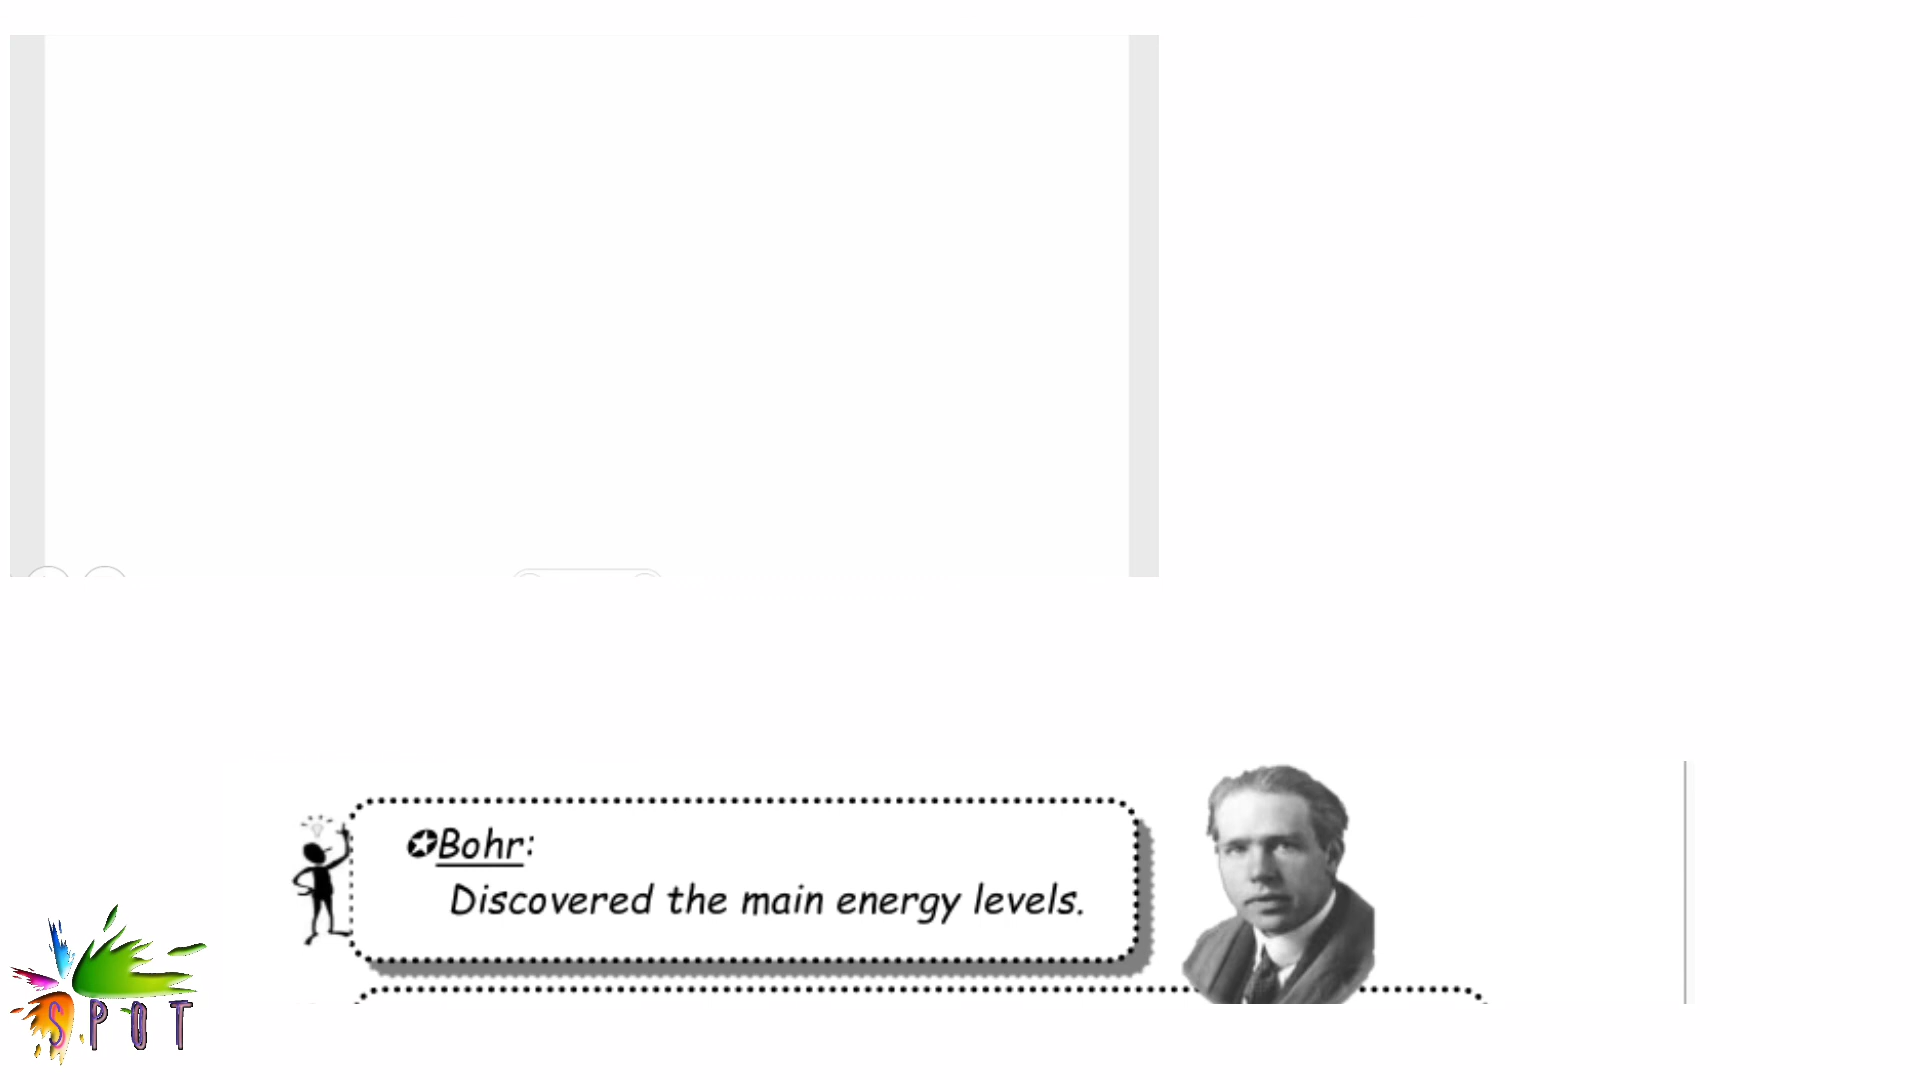 ✪Bohr:
Discovered the main energy levels.
SPOT